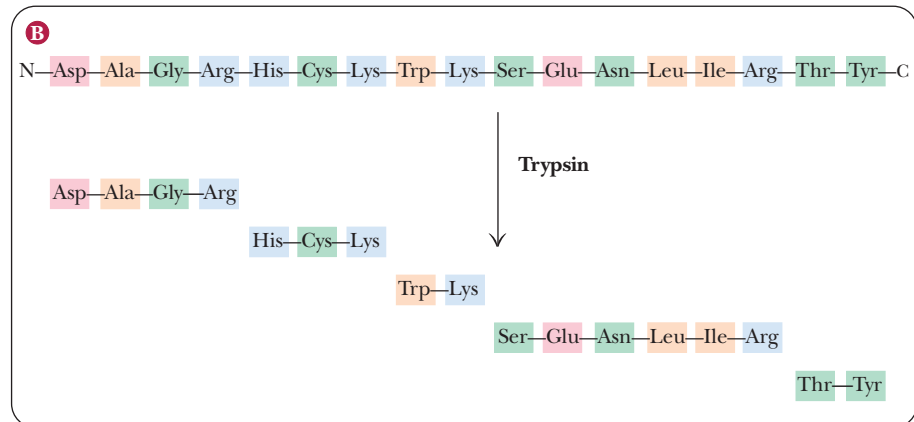 B
N—Asp—Ala—Gly—Arg—His—Cys—Lys—Trp—Lys—Ser—Glu—Asn—Leu—Ile—Arg—Thr—Tyr—C
Trypsin
Asp—Ala—Gly—Arg
His—Cys—Lys
Trp—Lys
Ser—Glu—Asn—Leu—Ile—Arg
Thr—Tyr